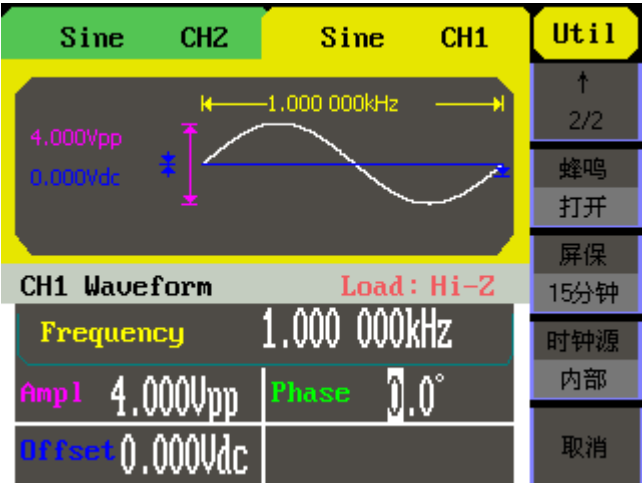 Sine CH2 Sine CH1 Util
↑
2/2
1.000 000kHz
4.000Vpp
0.000Vdc
蜂鸣
打开
屏保
15分钟
时钟源
内部
取消
CH1 Waveform Load: Hi-Z
Frequency 1.000 000kHz
Ampl 4.000Vpp Phase 0.0°
Offset 0.000Vdc